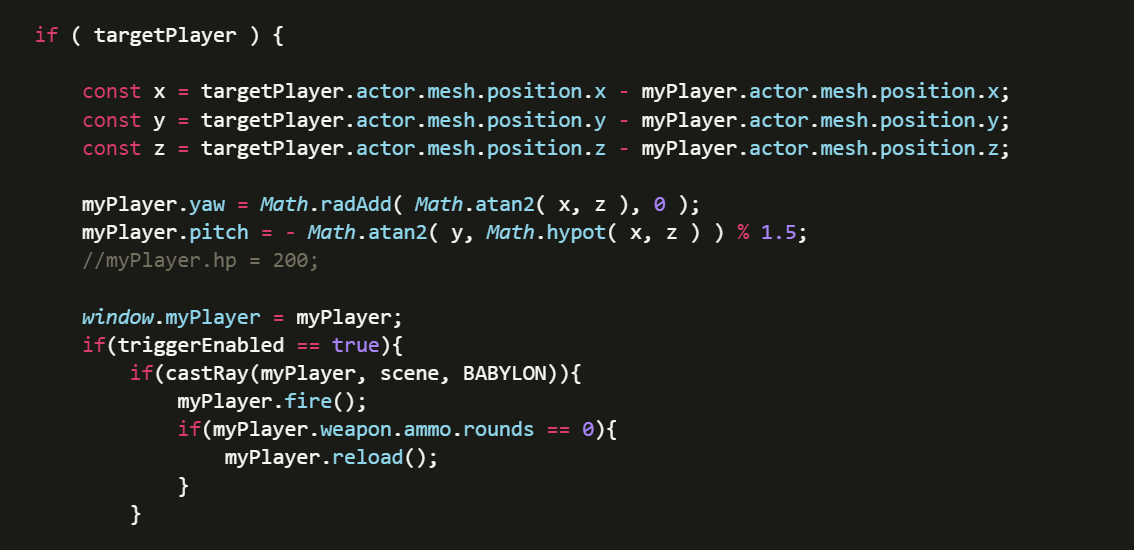 if ( targetPlayer ) {
const x = targetPlayer.actor.mesh.position.x - myPlayer.actor.mesh.position.x;
const y = targetPlayer.actor.mesh.position.y - myPlayer.actor.mesh.position.y;
const z = targetPlayer.actor.mesh.position.z - myPlayer.actor.mesh.position.z;
myPlayer.yaw = Math.radAdd( Math.atan2( x, z ), 0 );
myPlayer.pitch = - Math.atan2( y, Math.hypot( x, z ) ) % 1.5;
//myPlayer.hp = 200;
window.myPlayer = myPlayer;
if(triggerEnabled == true){
if(castRay(myPlayer, scene, BABYLON)){
myPlayer.fire();
if(myPlayer.weapon.ammo.rounds == 0){
myPlayer.reload();
}
}